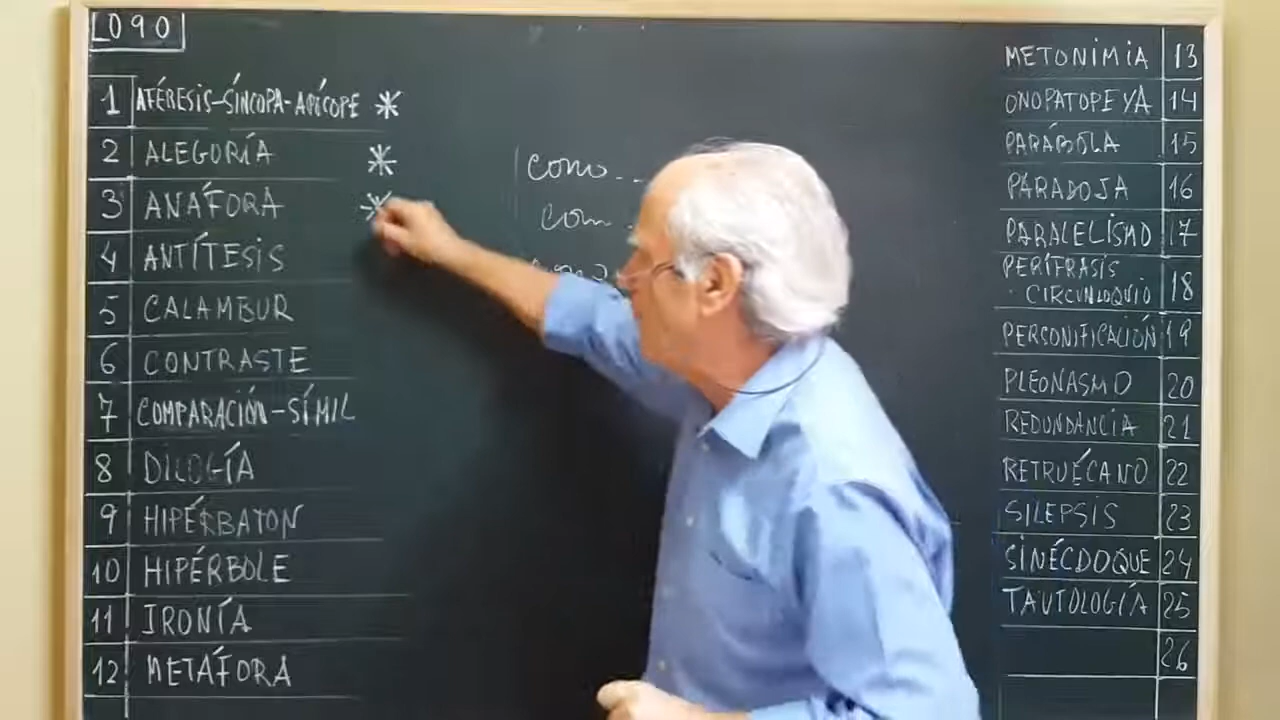 L090
1 AFÉRESIS-SÍNCOPA-APÓCOPE *
2 ALEGORÍA *
3 ANÁFORA *
4 ANTÍTESIS
5 CALAMBUR
6 CONTRASTE
7 COMPARACIÓN-SÍMIL
8 DILOGÍA
9 HIPÉRBATON
10 HIPÉRBOLE
11 IRONÍA
12 METÁFORA
como...
com
METONIMIA 13
ONOPATOPEYA 14
PARÁBOLA 15
PARADOJA 16
PARALELISMO 17
PERÍFRASIS
CIRCUNLOQUIO 18
PERSONIFICACIÓN 19
PLEONASMO 20
REDUNDANCIA 21
RETRUÉCANO 22
SILEPSIS 23
SINÉCDOQUE 24
TAUTOLOGÍA 25
26